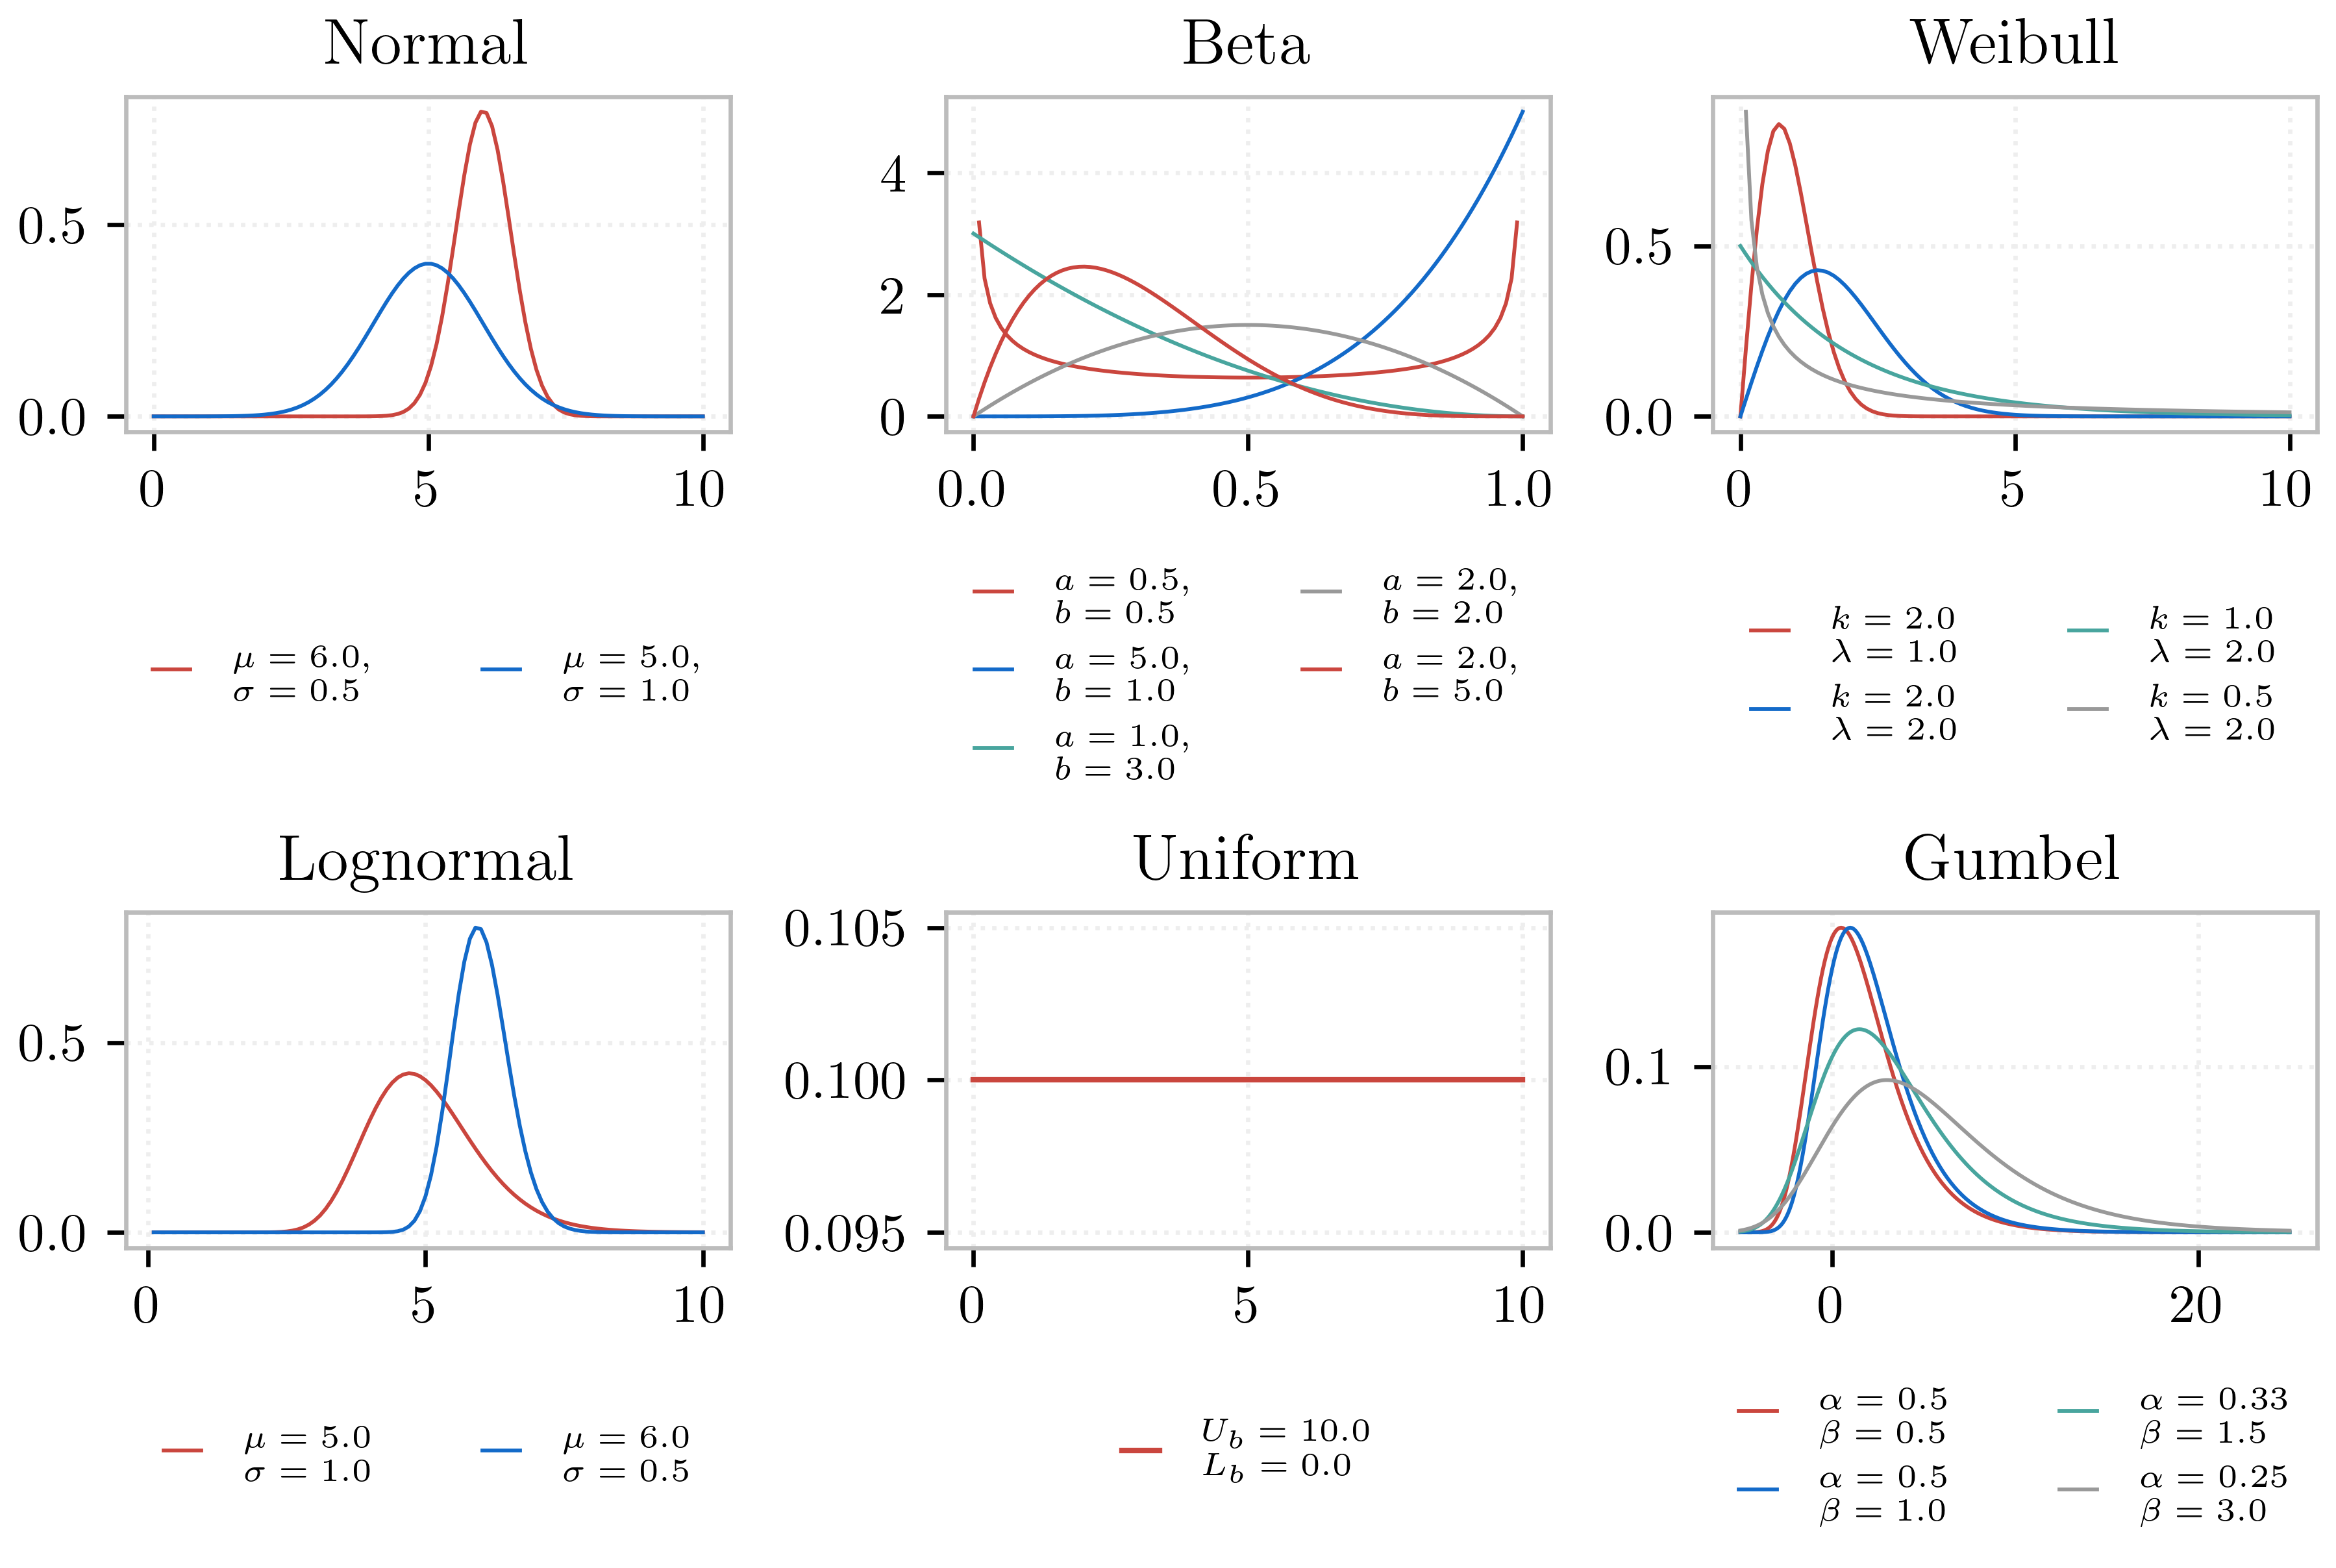 Normal
0.5
0.0
0 5 10
μ = 6.0,
σ = 0.5
μ = 5.0,
σ = 1.0
Beta
4
2
0
0.0 0.5 1.0
a = 0.5,
b = 0.5
a = 5.0,
b = 1.0
a = 1.0,
b = 3.0
a = 2.0,
b = 2.0
a = 2.0,
b = 5.0
Weibull
0.5
0.0
0 5 10
k = 2.0
λ = 1.0
k = 2.0
λ = 2.0
k = 1.0
λ = 2.0
k = 0.5
λ = 2.0
Lognormal
0.5
0.0
0 5 10
μ = 5.0
σ = 1.0
μ = 6.0
σ = 0.5
Uniform
0.105
0.100
0.095
0 5 10
U_b = 10.0
L_b = 0.0
Gumbel
0.1
0.0
0 20
α = 0.5
β = 0.5
α = 0.5
β = 1.0
α = 0.33
β = 1.5
α = 0.25
β = 3.0